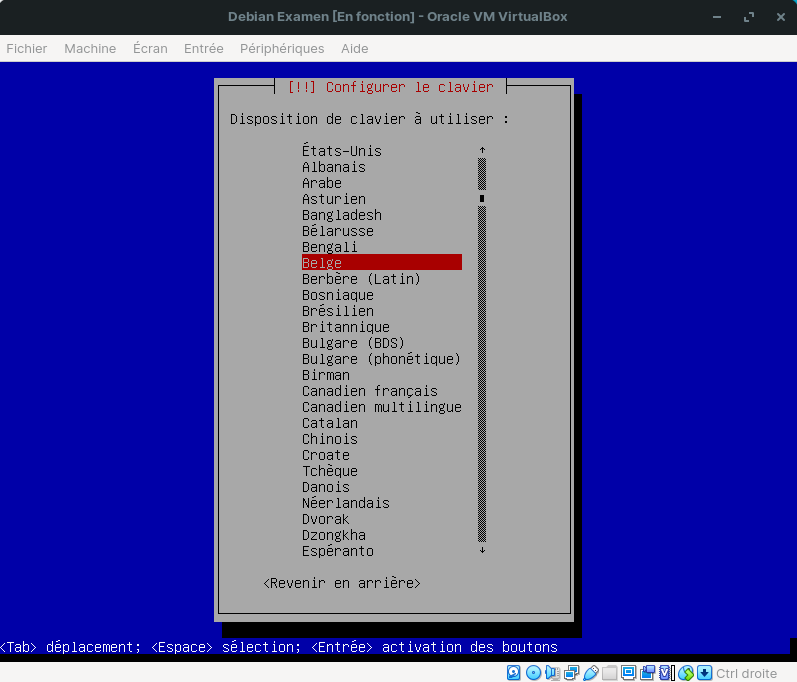 Debian Examen [En fonction] - Oracle VM VirtualBox
Fichier Machine Écran Entrée Périphériques Aide
[!!] Configurer le clavier
Disposition de clavier à utiliser :
États-Unis
Albanais
Arabe
Asturien
Bangladesh
Bélarusse
Bengali
Belge
Berbère (Latin)
Bosniaque
Brésilien
Britannique
Bulgare (BDS)
Bulgare (phonétique)
Birman
Canadien français
Canadien multilingue
Catalan
Chinois
Croate
Tchèque
Danois
Néerlandais
Dvorak
Dzongkha
Espéranto
<Revenir en arrière>
<Tab> déplacement; <Espace> sélection; <Entrée> activation des boutons
Ctrl droite